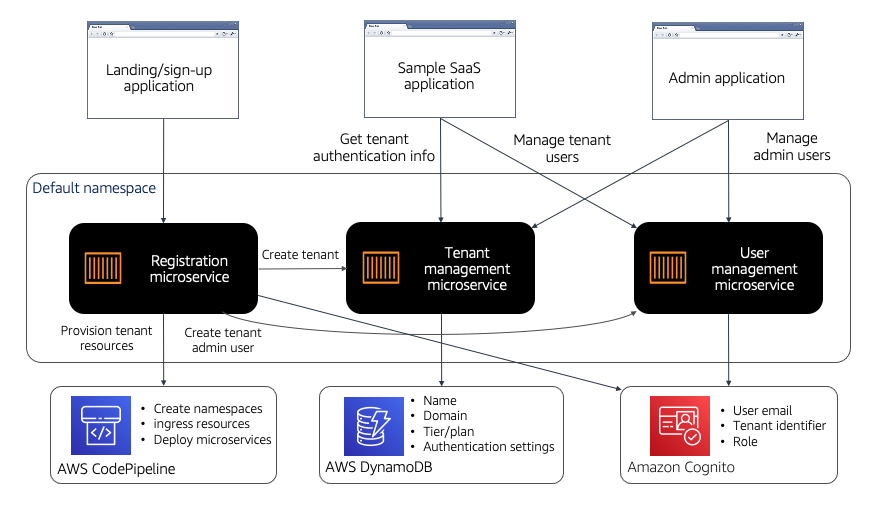 Landing/sign-up
application
Sample SaaS
application
Admin application
Get tenant
authentication info
Manage tenant
users
Manage
admin users
Default namespace
Registration
microservice
Create tenant
Tenant
management
microservice
User
management
microservice
Provision tenant
resources
Create tenant
admin user
• Create namespaces
• ingress resources
• Deploy microservices
AWS CodePipeline
• Name
• Domain
• Tier/plan
• Authentication settings
AWS DynamoDB
• User email
• Tenant identifier
• Role
Amazon Cognito